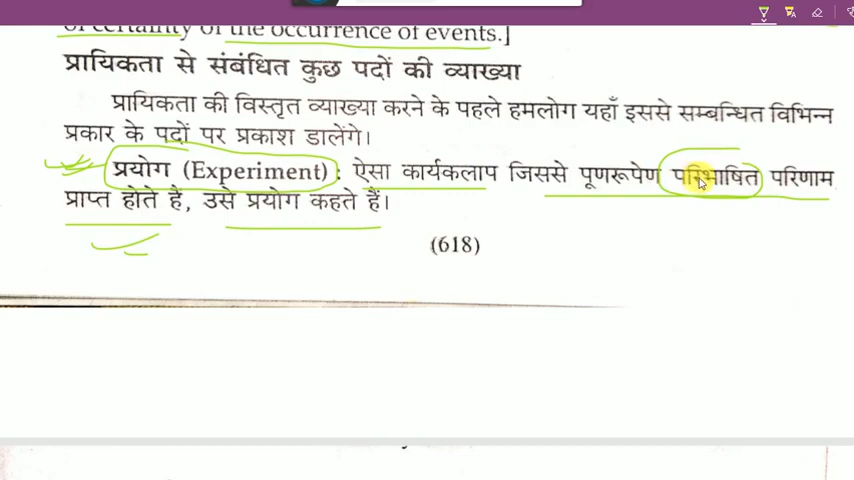 of certainty of the occurrence of events.]
प्रायिकता से संबंधित कुछ पदों की व्याख्या
प्रायिकता की विस्तृत व्याख्या करने के पहले हमलोग यहाँ इससे सम्बन्धित विभिन्न
प्रकार के पदों पर प्रकाश डालेंगे।
प्रयोग (Experiment) : ऐसा कार्यकलाप जिससे पूणरूपेण परिभाषित परिणाम
प्राप्त होते है, उसे प्रयोग कहते हैं।
(618)